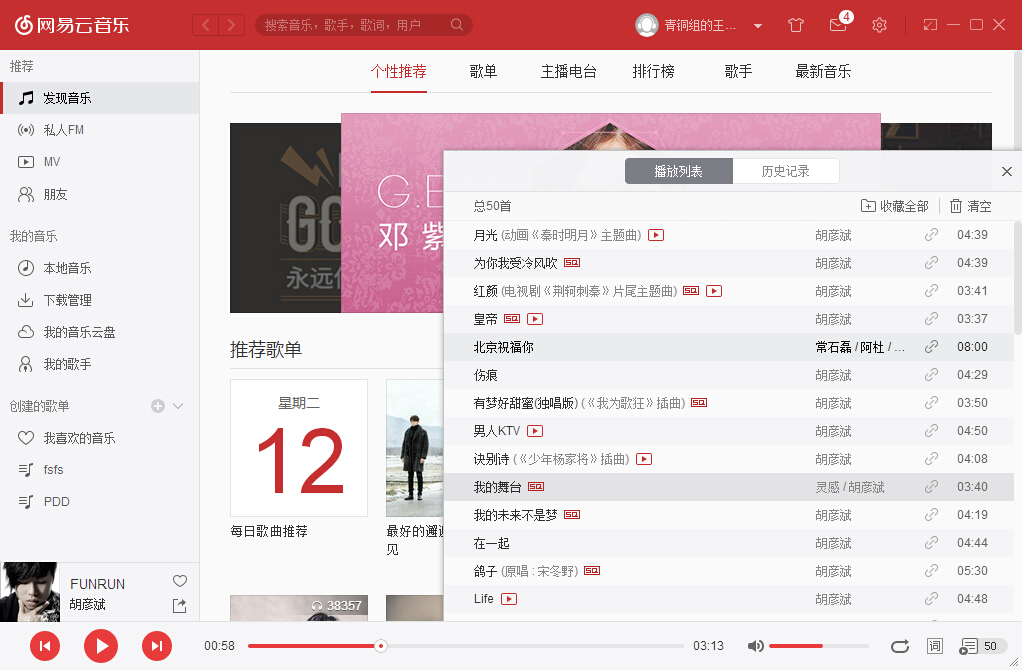 网易云音乐
搜索音乐，歌手，歌词，用户
青铜组的王...
4
推荐
发现音乐
私人FM
MV
朋友
我的音乐
本地音乐
下载管理
我的音乐云盘
我的歌手
创建的歌单
我喜欢的音乐
fsfs
PDD
FUNRUN
胡彦斌
个性推荐 歌单 主播电台 排行榜 歌手 最新音乐
G.E
邓 紫
永远
推荐歌单
星期二
12
每日歌曲推荐
最好的邂逅
见
38357
播放列表 历史记录
总50首 收藏全部 清空
月光 (动画《秦时明月》主题曲) 胡彦斌 04:39
为你我受冷风吹 SQ 胡彦斌 04:39
红颜 (电视剧《荆轲刺秦》片尾主题曲) SQ 胡彦斌 03:41
皇帝 SQ 胡彦斌 03:37
北京祝福你 常石磊 / 阿杜 / ... 08:00
伤痕 胡彦斌 04:29
有梦好甜蜜(独唱版) (《我为歌狂》插曲) SQ 胡彦斌 03:50
男人KTV 胡彦斌 04:50
诀别诗 (《少年杨家将》插曲) 胡彦斌 04:08
我的舞台 SQ 灵感 / 胡彦斌 03:40
我的未来不是梦 SQ 胡彦斌 04:19
在一起 胡彦斌 04:44
鸽子 (原唱 : 宋冬野) SQ 胡彦斌 05:30
Life 胡彦斌 04:48
00:58 03:13 词 50